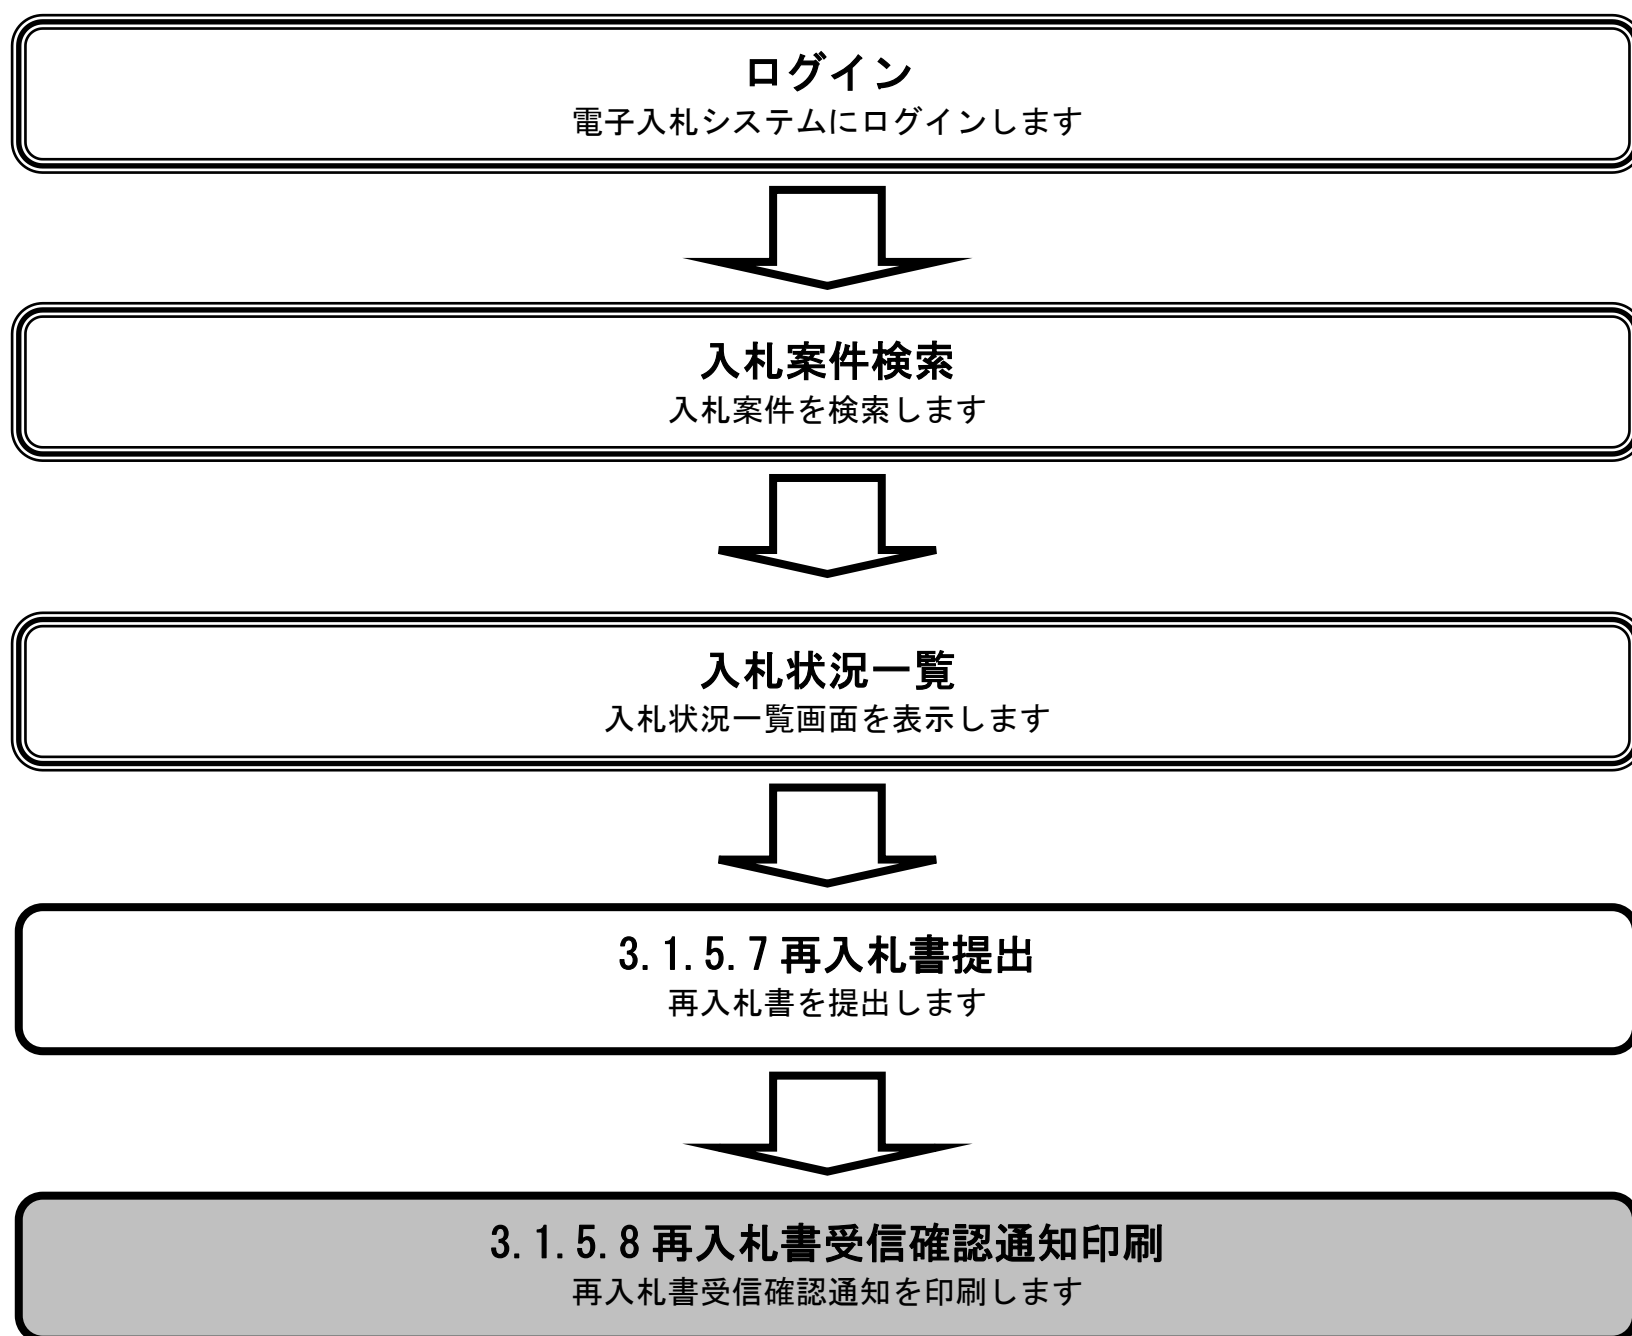 ログイン
電子入札システムにログインします
入札案件検索
入札案件を検索します
入札状況一覧
入札状況一覧画面を表示します
3.1.5.7 再入札書提出
再入札書を提出します
3.1.5.8 再入札書受信確認通知印刷
再入札書受信確認通知を印刷します